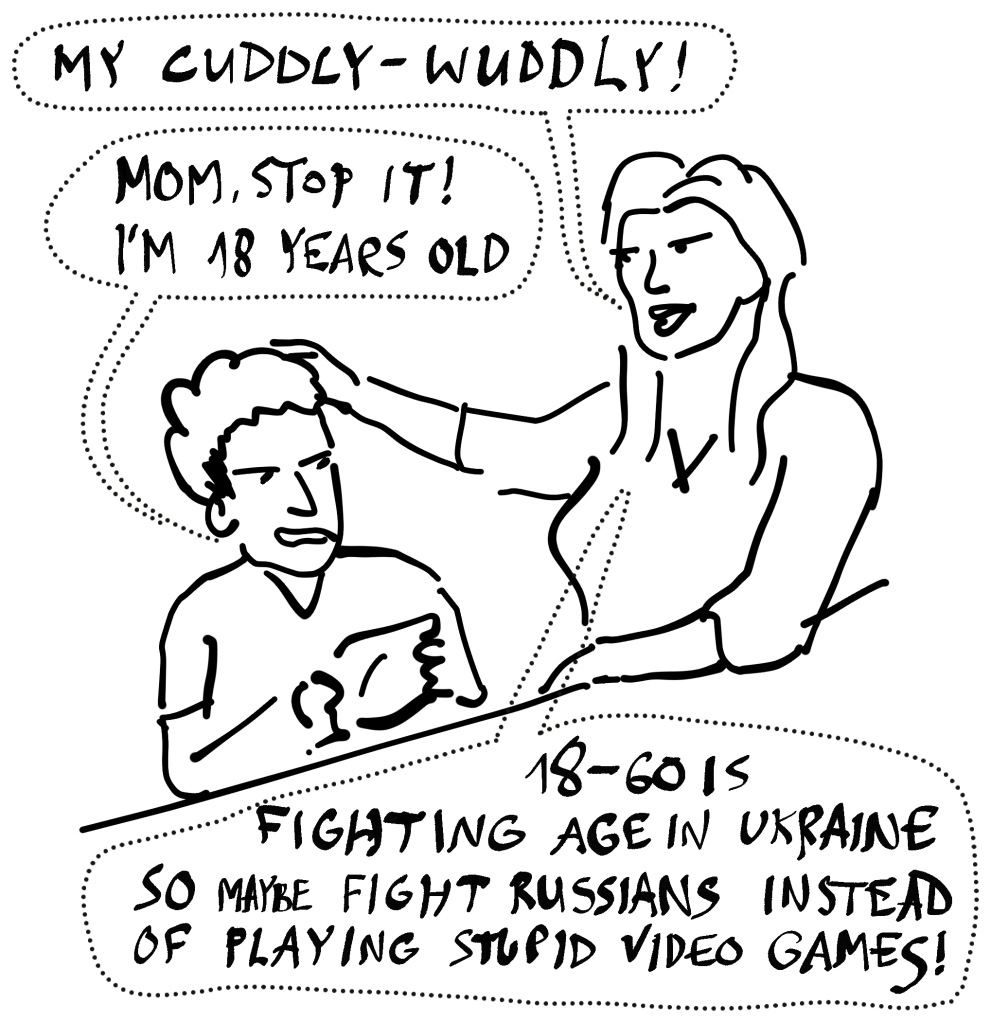 MY CUDDLY-WUDDLY!
MOM, STOP IT!
I'M 18 YEARS OLD
18-60 IS
FIGHTING AGE IN UKRAINE
SO MAYBE FIGHT RUSSIANS INSTEAD
OF PLAYING STUPID VIDEO GAMES!